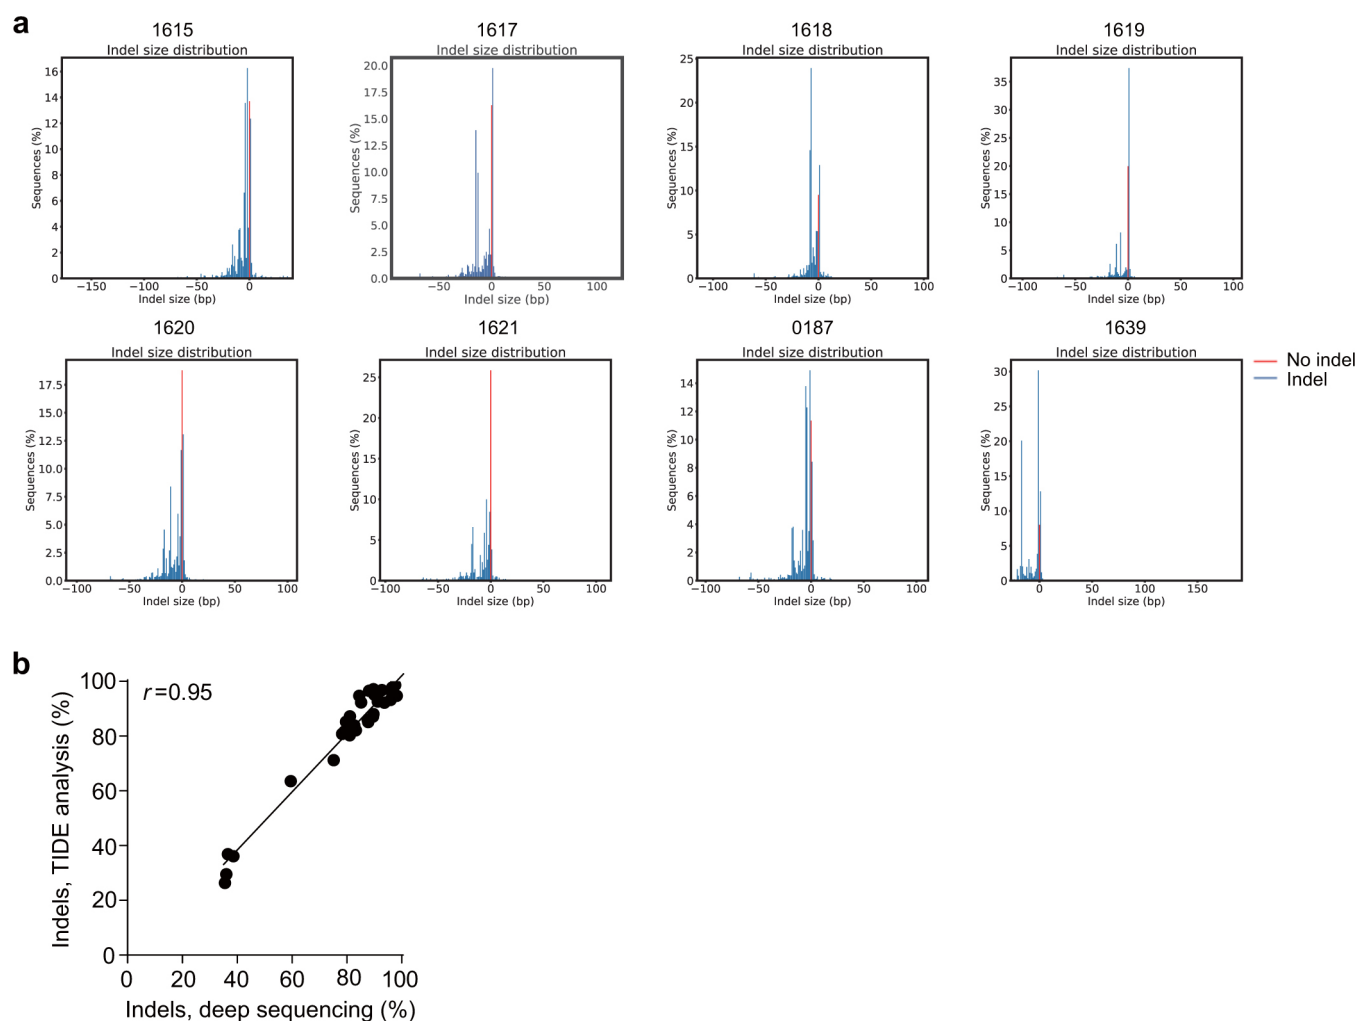 a
1615
Indel size distribution
16
14
12
10
8
6
4
2
0
Sequences (%)
−150 −100 −50 0
Indel size (bp)
1617
Indel size distribution
20.0
17.5
15.0
12.5
10.0
7.5
5.0
2.5
0.0
Sequences (%)
−50 0 50 100
Indel size (bp)
1618
Indel size distribution
25
20
15
10
5
0
Sequences (%)
−100 −50 0 50 100
Indel size (bp)
1619
Indel size distribution
35
30
25
20
15
10
5
0
Sequences (%)
−100 −50 0 50 100
Indel size (bp)
1620
Indel size distribution
17.5
15.0
12.5
10.0
7.5
5.0
2.5
0.0
Sequences (%)
−100 −50 0 50 100
Indel size (bp)
1621
Indel size distribution
25
20
15
10
5
0
Sequences (%)
−100 −50 0 50 100
Indel size (bp)
0187
Indel size distribution
14
12
10
8
6
4
2
0
Sequences (%)
−100 −50 0 50 100
Indel size (bp)
1639
Indel size distribution
30
25
20
15
10
5
0
Sequences (%)
0 50 100 150
Indel size (bp)
No indel
Indel
b
r=0.95
100
80
60
40
20
0
Indels, TIDE analysis (%)
0 20 40 60 80 100
Indels, deep sequencing (%)